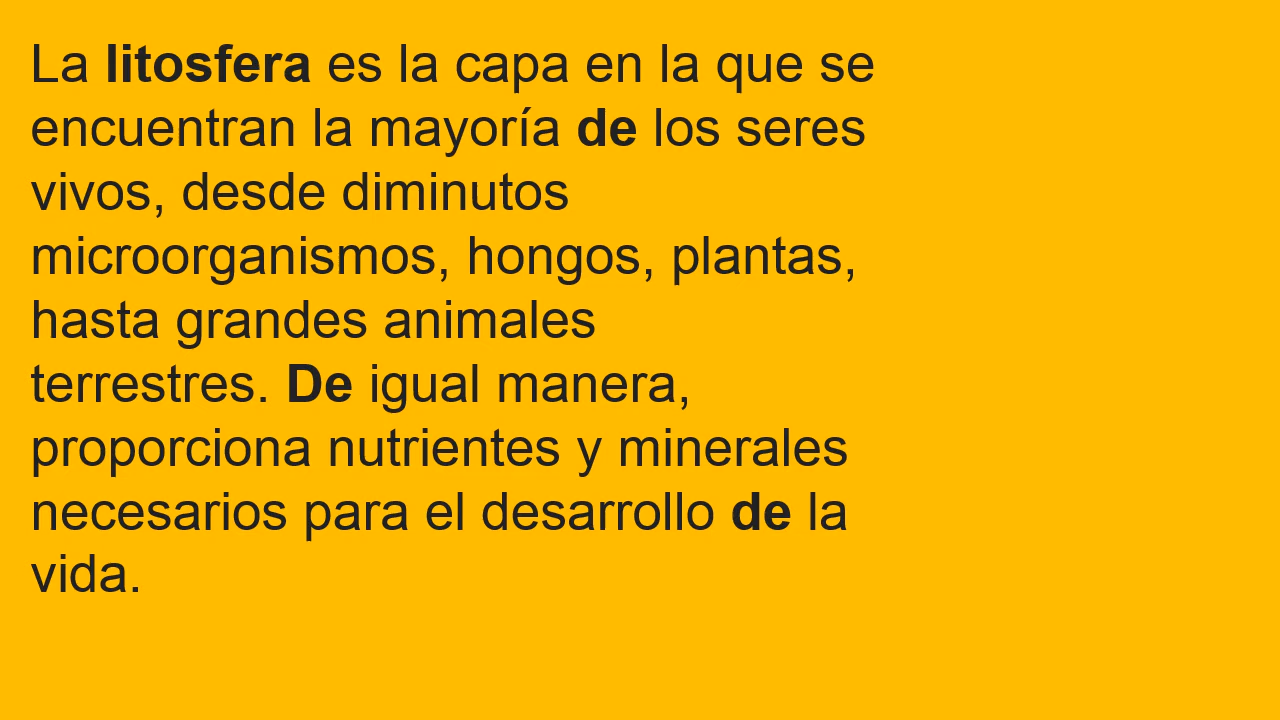 La litosfera es la capa en la que se
encuentran la mayoría de los seres
vivos, desde diminutos
microorganismos, hongos, plantas,
hasta grandes animales
terrestres. De igual manera,
proporciona nutrientes y minerales
necesarios para el desarrollo de la
vida.